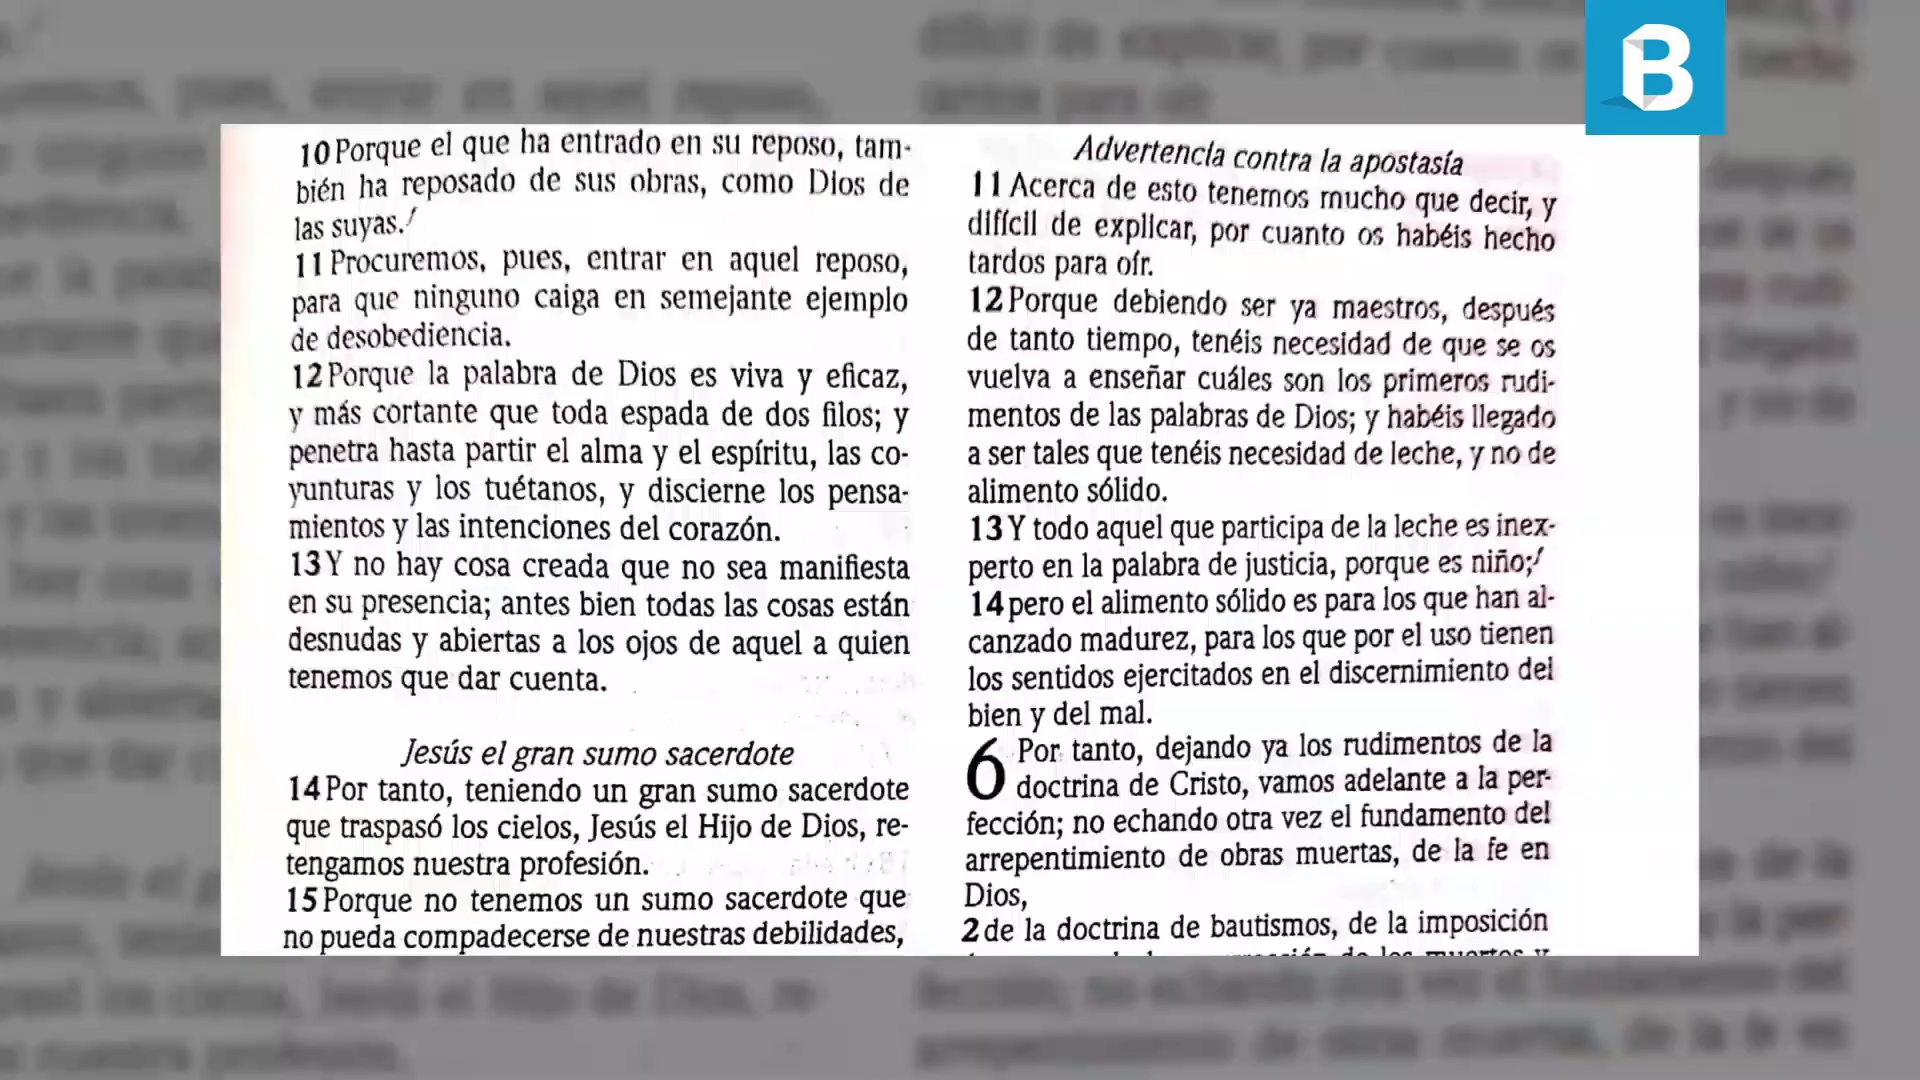 10 Porque el que ha entrado en su reposo, tam-
bién ha reposado de sus obras, como Dios de
las suyas.
11 Procuremos, pues, entrar en aquel reposo,
para que ninguno caiga en semejante ejemplo
de desobediencia.
12 Porque la palabra de Dios es viva y eficaz,
y más cortante que toda espada de dos filos; y
penetra hasta partir el alma y el espíritu, las co-
yunturas y los tuétanos, y discierne los pensa-
mientos y las intenciones del corazón.
13 Y no hay cosa creada que no sea manifiesta
en su presencia; antes bien todas las cosas están
desnudas y abiertas a los ojos de aquel a quien
tenemos que dar cuenta.
Jesús el gran sumo sacerdote
14 Por tanto, teniendo un gran sumo sacerdote
que traspasó los cielos, Jesús el Hijo de Dios, re-
tengamos nuestra profesión.
15 Porque no tenemos un sumo sacerdote que
no pueda compadecerse de nuestras debilidades,
Advertencia contra la apostasía
11 Acerca de esto tenemos mucho que decir, y
difícil de explicar, por cuanto os habéis hecho
tardos para oír.
12 Porque debiendo ser ya maestros, después
de tanto tiempo, tenéis necesidad de que se os
vuelva a enseñar cuáles son los primeros rudi-
mentos de las palabras de Dios; y habéis llegado
a ser tales que tenéis necesidad de leche, y no de
alimento sólido.
13 Y todo aquel que participa de la leche es inex-
perto en la palabra de justicia, porque es niño;
14 pero el alimento sólido es para los que han al-
canzado madurez, para los que por el uso tienen
los sentidos ejercitados en el discernimiento del
bien y del mal.
6 Por tanto, dejando ya los rudimentos de la
doctrina de Cristo, vamos adelante a la per-
fección; no echando otra vez el fundamento del
arrepentimiento de obras muertas, de la fe en
Dios,
2 de la doctrina de bautismos, de la imposición
de los muertos y
B